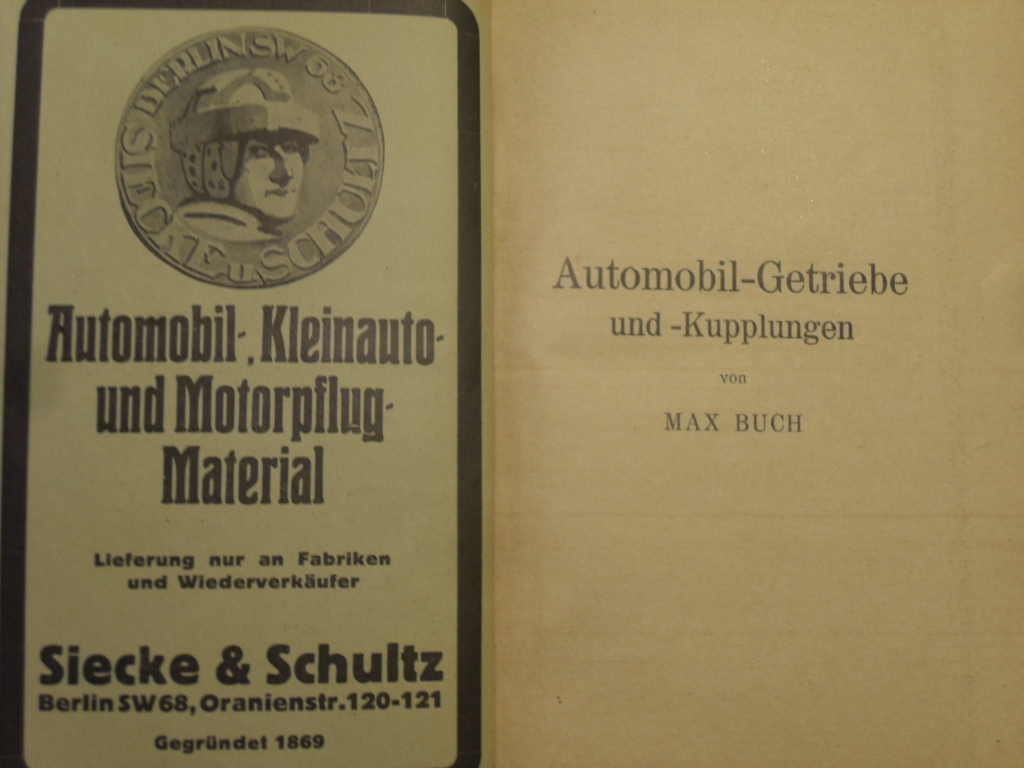 SIECKE u. SCHULTZ BERLIN SW 68
Automobil-, Kleinauto-
und Motorpflug-
Material
Lieferung nur an Fabriken
und Wiederverkäufer
Siecke & Schultz
Berlin SW68, Oranienstr. 120-121
Gegründet 1869
Automobil-Getriebe
und -Kupplungen
von
MAX BUCH